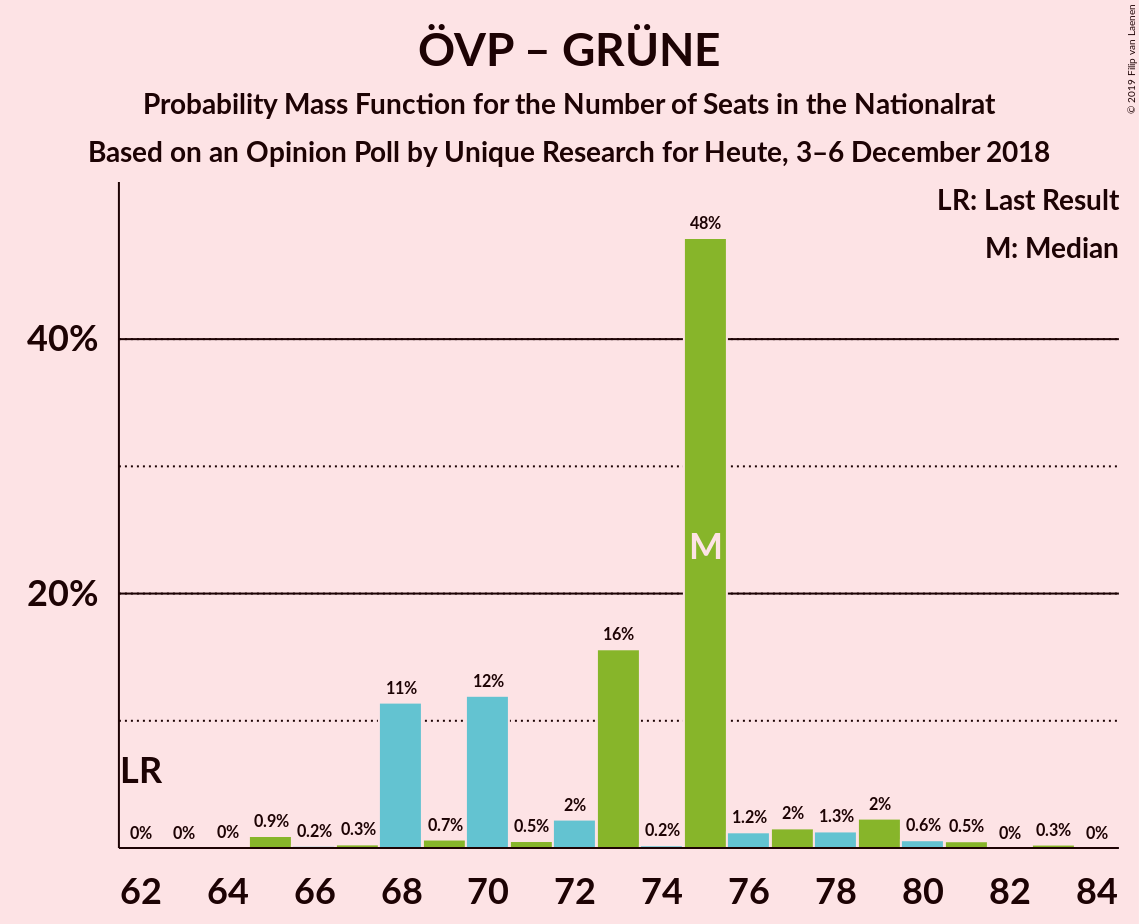 ÖVP – GRÜNE
Probability Mass Function for the Number of Seats in the Nationalrat
Based on an Opinion Poll by Unique Research for Heute, 3–6 December 2018
© 2019 Filip van Laenen
LR: Last Result
M: Median
40%
20%
LR
M
0%
0%
0%
0.9%
0.2%
0.3%
11%
0.7%
12%
0.5%
2%
16%
0.2%
48%
1.2%
2%
1.3%
2%
0.6%
0.5%
0%
0.3%
0%
62 64 66 68 70 72 74 76 78 80 82 84